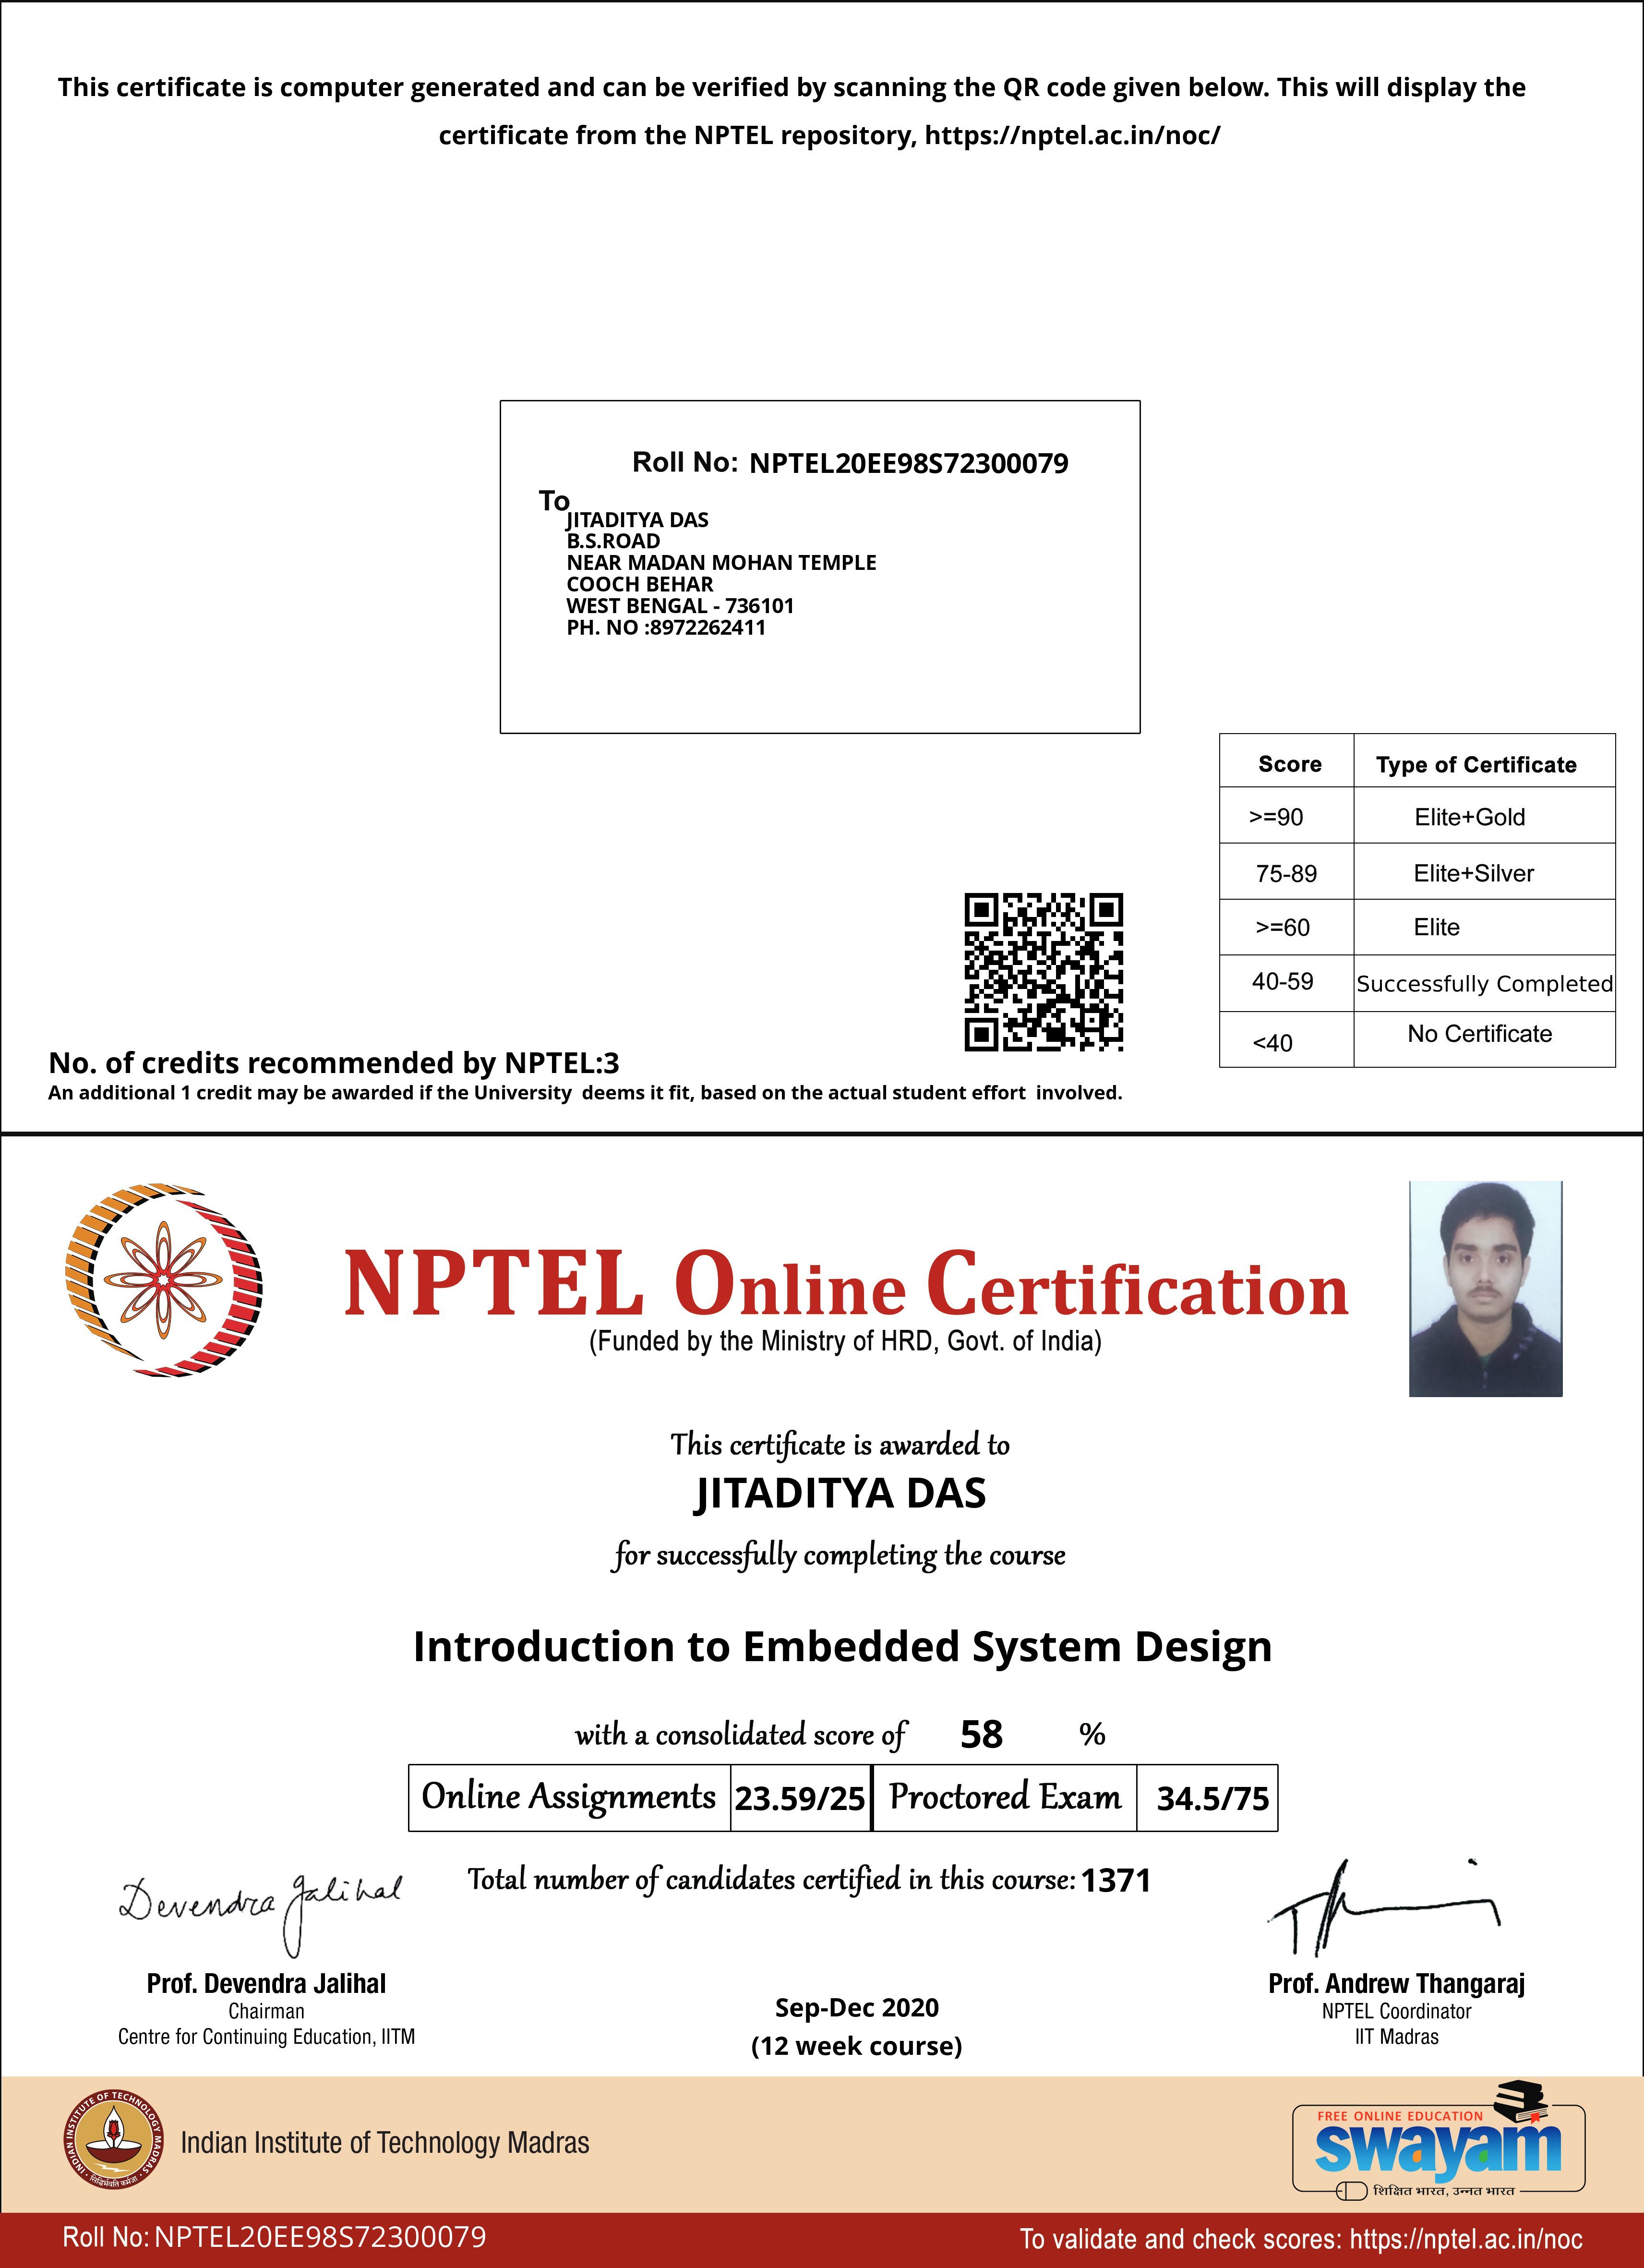 This certificate is computer generated and can be verified by scanning the QR code given below. This will display the
certificate from the NPTEL repository, https://nptel.ac.in/noc/
Roll No: NPTEL20EE98S72300079
To
JITADITYA DAS
B.S.ROAD
NEAR MADAN MOHAN TEMPLE
COOCH BEHAR
WEST BENGAL - 736101
PH. NO :8972262411
Score Type of Certificate
>=90 Elite+Gold
75-89 Elite+Silver
>=60 Elite
40-59 Successfully Completed
<40 No Certificate
No. of credits recommended by NPTEL:3
An additional 1 credit may be awarded if the University deems it fit, based on the actual student effort involved.
NPTEL Online Certification
(Funded by the Ministry of HRD, Govt. of India)
This certificate is awarded to
JITADITYA DAS
for successfully completing the course
Introduction to Embedded System Design
with a consolidated score of 58 %
Online Assignments 23.59/25 Proctored Exam 34.5/75
Total number of candidates certified in this course: 1371
Devendra Jalihal
Prof. Devendra Jalihal
Chairman
Centre for Continuing Education, IITM
Sep-Dec 2020
(12 week course)
Prof. Andrew Thangaraj
NPTEL Coordinator
IIT Madras
INDIAN INSTITUTE OF TECHNOLOGY MADRAS
सिद्धिर्भवति कर्मजा
Indian Institute of Technology Madras
FREE ONLINE EDUCATION
swayam
शिक्षित भारत, उन्नत भारत
Roll No: NPTEL20EE98S72300079
To validate and check scores: https://nptel.ac.in/noc